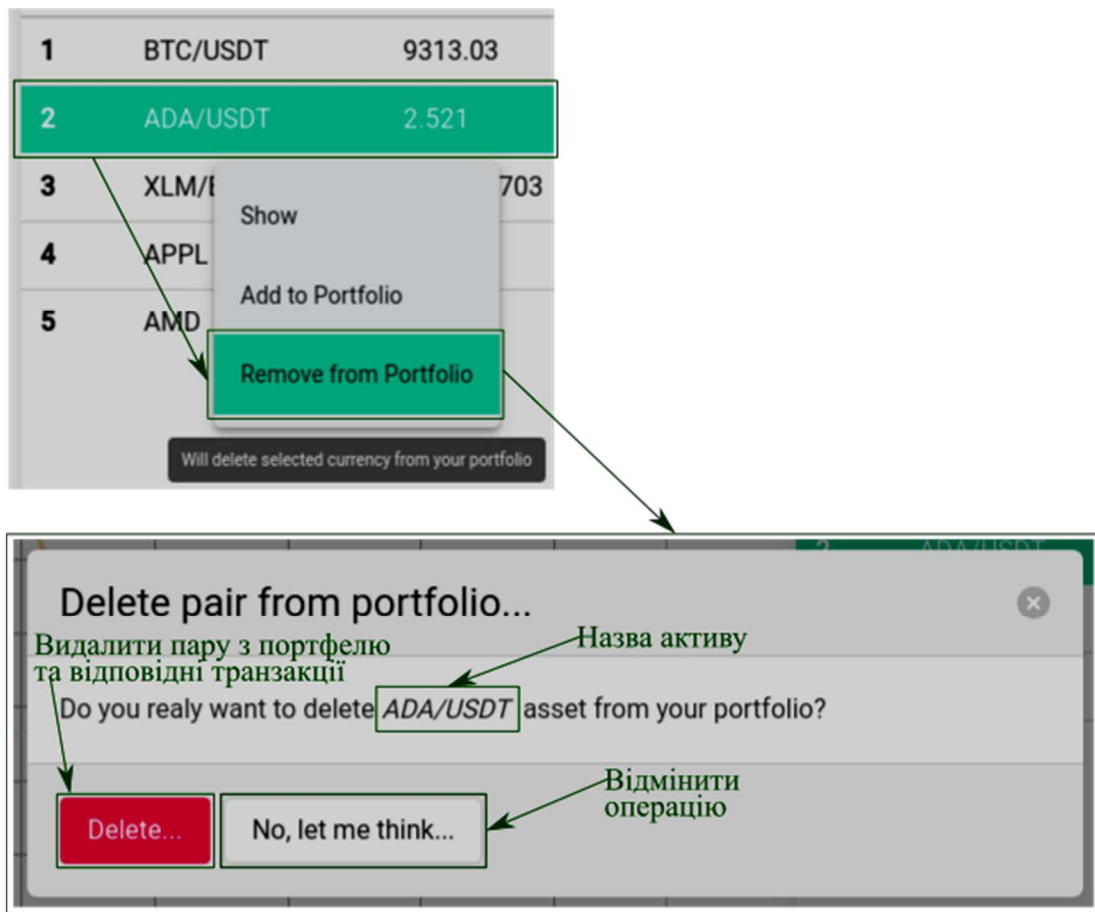 1 BTC/USDT 9313.03
2 ADA/USDT 2.521
3 XLM/ 703
4 APPL
5 AMD
Show
Add to Portfolio
Remove from Portfolio
Will delete selected currency from your portfolio
2 ADA/USDT
Delete pair from portfolio...
Видалити пару з портфелю
та відповідні транзакції
Назва активу
Do you realy want to delete ADA/USDT asset from your portfolio?
Відмінити
операцію
Delete...
No, let me think...